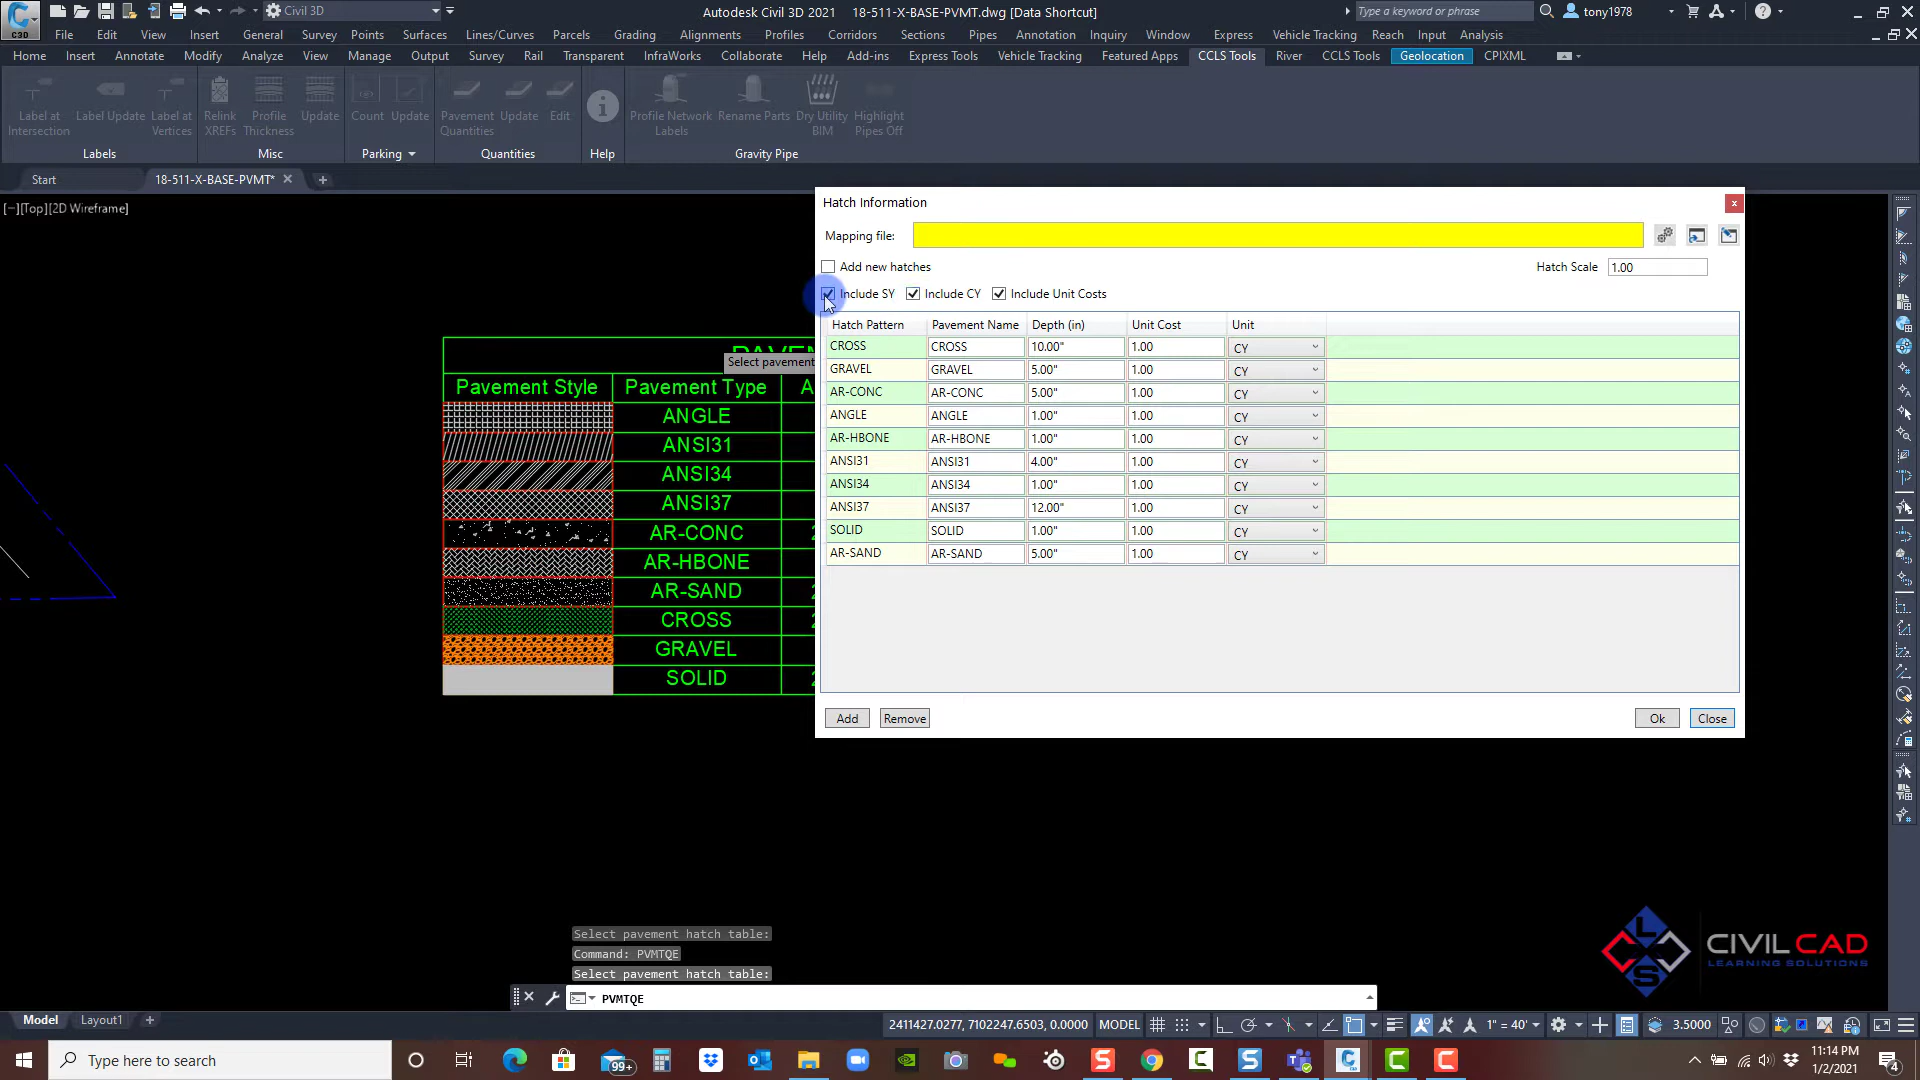 C3D
Civil 3D
Autodesk Civil 3D 2021 18-511-X-BASE-PVMT.dwg [Data Shortcut]
Type a keyword or phrase
tony1978
File Edit View Insert General Survey Points Surfaces Lines/Curves Parcels Grading Alignments Profiles Corridors Sections Pipes Annotation Inquiry Window Express Vehicle Tracking Reach Input Analysis
Home Insert Annotate Modify Analyze View Manage Output Survey Rail Transparent InfraWorks Collaborate Help Add-ins Express Tools Vehicle Tracking Featured Apps CCLS Tools River CCLS Tools Geolocation CPIXML
Label at Intersection
Label Update
Label at Vertices
Relink XREFs
Profile Thickness
Update
Count
Update
Pavement Quantities
Update
Edit
Profile Network Labels
Rename Parts
Dry Utility BIM
Highlight Pipes Off
Labels
Misc
Parking
Quantities
Help
Gravity Pipe
Start
18-511-X-BASE-PVMT*
[−][Top][2D Wireframe]
Hatch Information
x
Mapping file:
Add new hatches
Hatch Scale 1.00
Include SY Include CY Include Unit Costs
Hatch Pattern Pavement Name Depth (in) Unit Cost Unit
CROSS CROSS 10.00" 1.00 CY
GRAVEL GRAVEL 5.00" 1.00 CY
AR-CONC AR-CONC 5.00" 1.00 CY
ANGLE ANGLE 1.00" 1.00 CY
AR-HBONE AR-HBONE 1.00" 1.00 CY
ANSI31 ANSI31 4.00" 1.00 CY
ANSI34 ANSI34 1.00" 1.00 CY
ANSI37 ANSI37 12.00" 1.00 CY
SOLID SOLID 1.00" 1.00 CY
AR-SAND AR-SAND 5.00" 1.00 CY
Add Remove Ok Close
Select pavement
Pavement Style Pavement Type A
ANGLE
ANSI31
ANSI34
ANSI37
AR-CONC
AR-HBONE
AR-SAND
CROSS
GRAVEL
SOLID
Select pavement hatch table:
Command: PVMTQE
Select pavement hatch table:
PVMTQE
L
S
CIVIL CAD
LEARNING SOLUTIONS
Model Layout1
2411427.0277, 7102247.6503, 0.0000 MODEL
1" = 40'
3.5000
Type here to search
99+
11:14 PM
1/2/2021
4